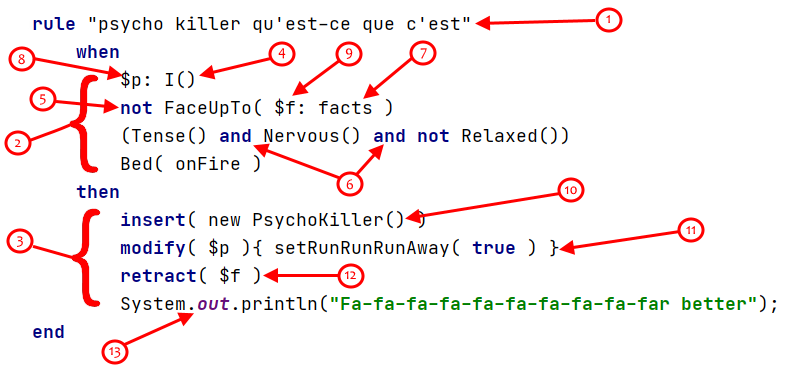 rule "psycho killer qu'est-ce que c'est" 1
when
8 4 9 7
$p: I()
5 not FaceUpTo( $f: facts )
2 (Tense() and Nervous() and not Relaxed())
Bed( onFire )
6
then
10
insert( new PsychoKiller() )
3 modify( $p ){ setRunRunRunAway( true ) } 11
retract( $f ) 12
System.out.println("Fa-fa-fa-fa-fa-fa-fa-fa-fa-far better");
end
13